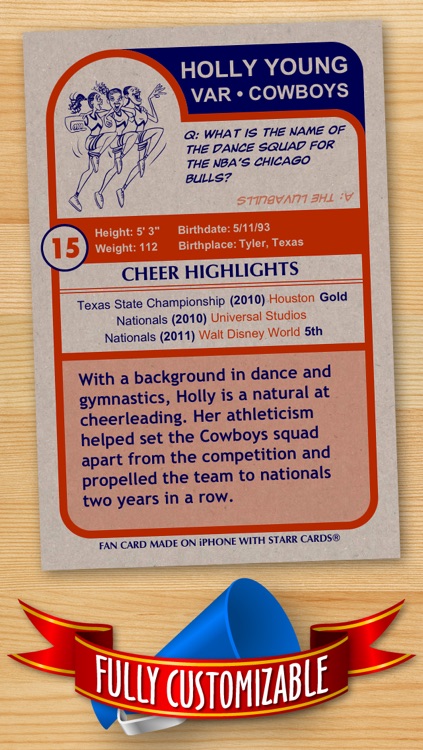 HOLLY YOUNG
VAR • COWBOYS
Q: WHAT IS THE NAME OF
THE DANCE SQUAD FOR
THE NBA'S CHICAGO
BULLS?
A: THE LUVABULLS
15
Height: 5' 3" Birthdate: 5/11/93
Weight: 112 Birthplace: Tyler, Texas
CHEER HIGHLIGHTS
Texas State Championship (2010) Houston Gold
Nationals (2010) Universal Studios
Nationals (2011) Walt Disney World 5th
With a background in dance and
gymnastics, Holly is a natural at
cheerleading. Her athleticism
helped set the Cowboys squad
apart from the competition and
propelled the team to nationals
two years in a row.
FAN CARD MADE ON iPHONE WITH STARR CARDS®
FULLY CUSTOMIZABLE